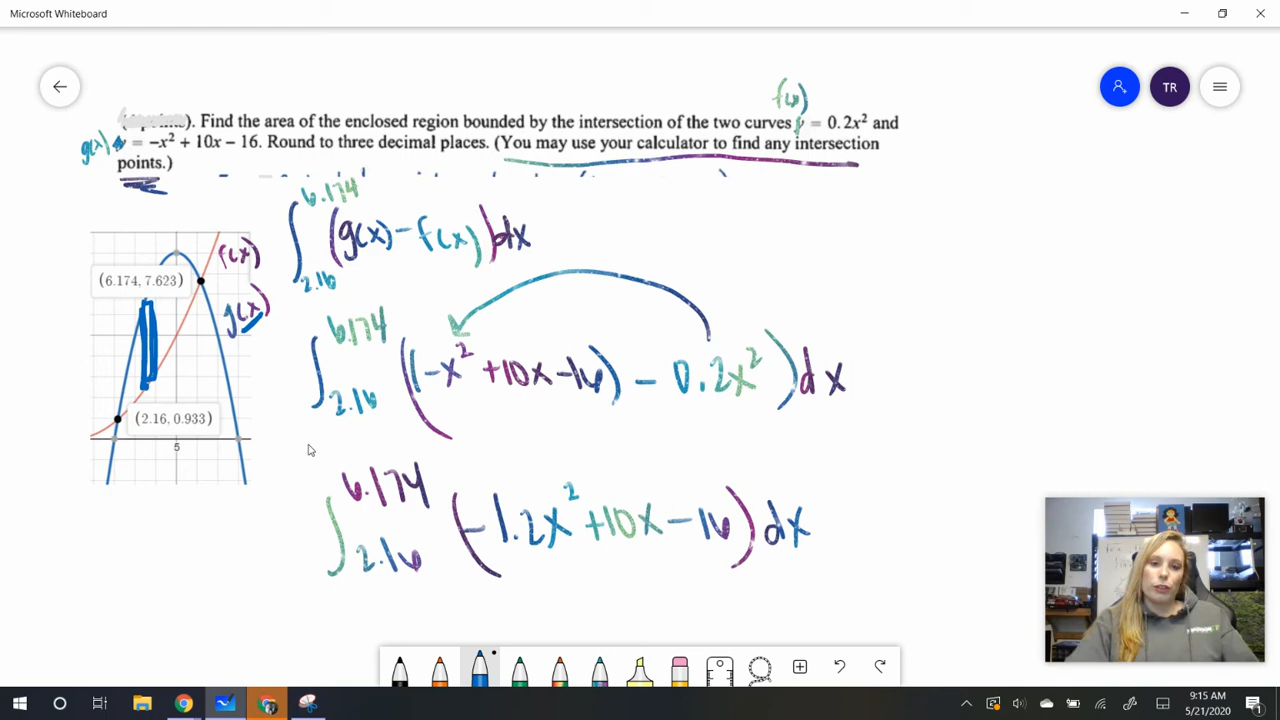 Microsoft Whiteboard
TR
f(x)
). Find the area of the enclosed region bounded by the intersection of the two curves y = 0.2x² and
g(x) = −x² + 10x − 16. Round to three decimal places. (You may use your calculator to find any intersection
points.)
∫ 6.174 2.16 (g(x) − f(x)) dx
f(x)
(6.174, 7.623)
g(x)
∫ 6.174 2.16 ((−x² + 10x − 16) − 0.2x²) dx
(2.16, 0.933)
5
∫ 6.174 2.16 (−1.2x² + 10x − 16) dx
9:15 AM
5/21/2020
1